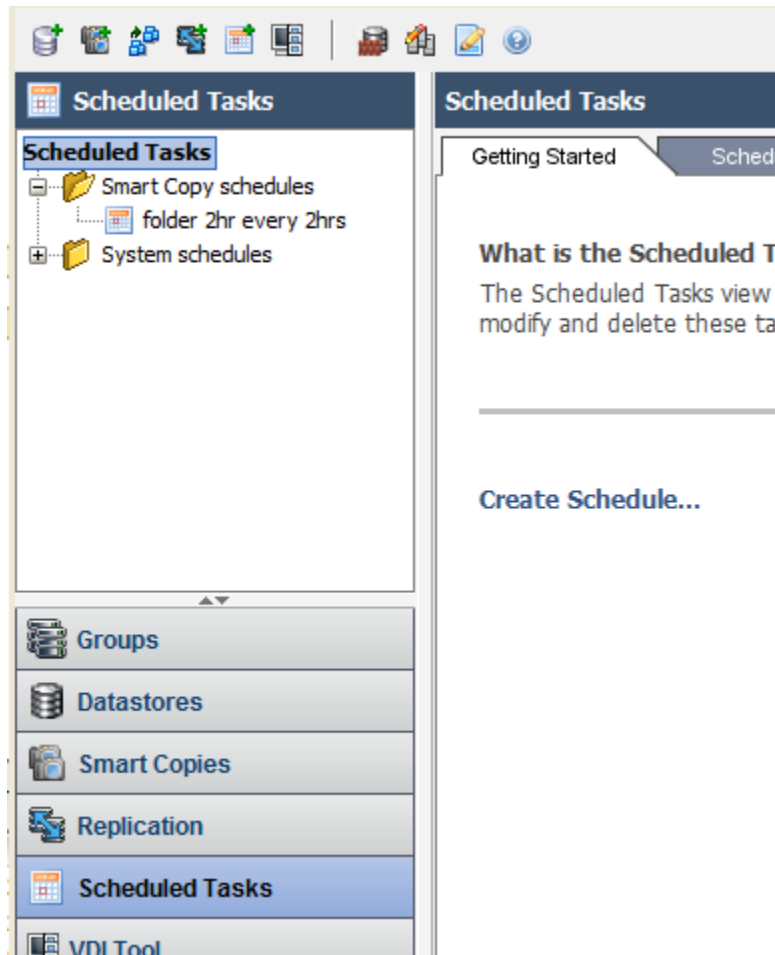 Scheduled Tasks
Scheduled Tasks
Smart Copy schedules
folder 2hr every 2hrs
System schedules
Groups
Datastores
Smart Copies
Replication
Scheduled Tasks
VDI Tool
Scheduled Tasks
Getting Started
Sched
What is the Scheduled T
The Scheduled Tasks view
modify and delete these ta
Create Schedule...